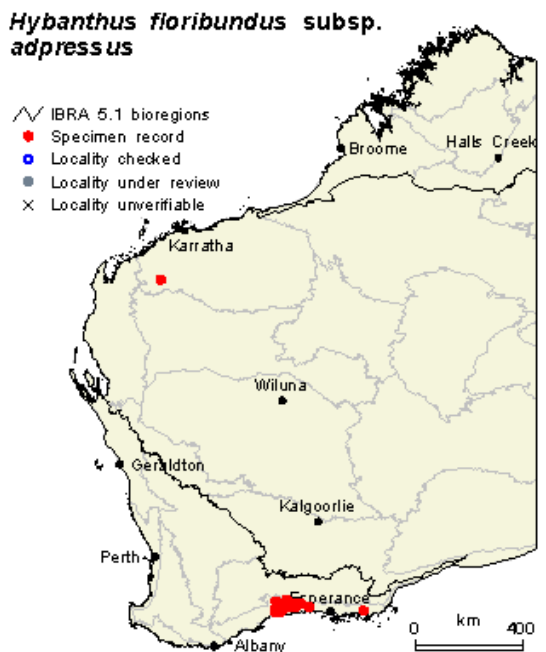 Hybanthus floribundus subsp.
adpressus
IBRA 5.1 bioregions
Specimen record
Locality checked
Locality under review
Locality unverifiable
Broome
Halls Creek
Karratha
Wiluna
Geraldton
Kalgoorlie
Perth
Esperance
Albany
0 km 400